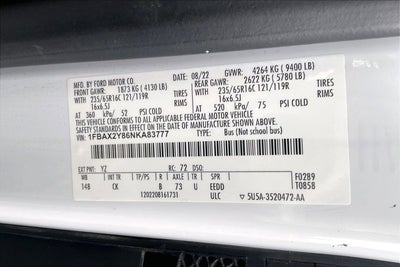 MFD. BY FORD MOTOR CO. 08/22 GVWR: 4264 KG ( 9400 LB)
FRONT GAWR: 1873 KG ( 4130 LB) REAR GAWR: 2622 KG ( 5780 LB)
WITH 235/65R16C 121/119R TIRES WITH 235/65R16C 121/119R TIRES
16x6.5J RIMS 16x6.5J RIMS
AT 360 kPa/ 52 PSI COLD AT 520 kPa/ 75 PSI COLD
THIS VEHICLE CONFORMS TO ALL APPLICABLE FEDERAL MOTOR VEHICLE
SAFETY STANDARDS IN EFFECT ON THE DATE OF MANUFACTURE SHOWN ABOVE.
VIN: 1FBAX2Y86NKA83777 TYPE: Bus (Not school bus)
EXT PNT: YZ RC: 72 DSO: F0289
WB INT TR TP/PS R AXLE TR EEDD T0858
148 CK B 73 U
1202208161731 ULC 5U5A-3520472-AA